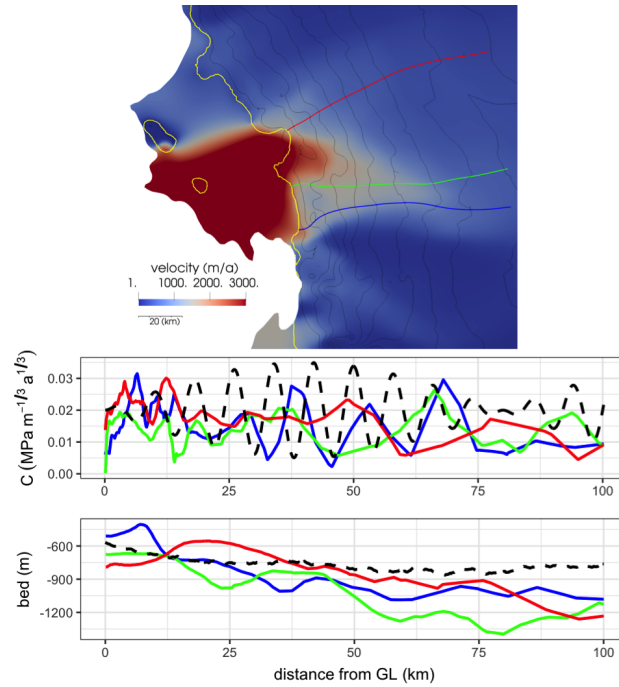 velocity (m/a)
1. 1000. 2000. 3000.
20 (km)
C (MPa m⁻¹/³ a¹/³)
0.03
0.02
0.01
0.00
0 25 50 75 100
bed (m)
-600
-900
-1200
0 25 50 75 100
distance from GL (km)